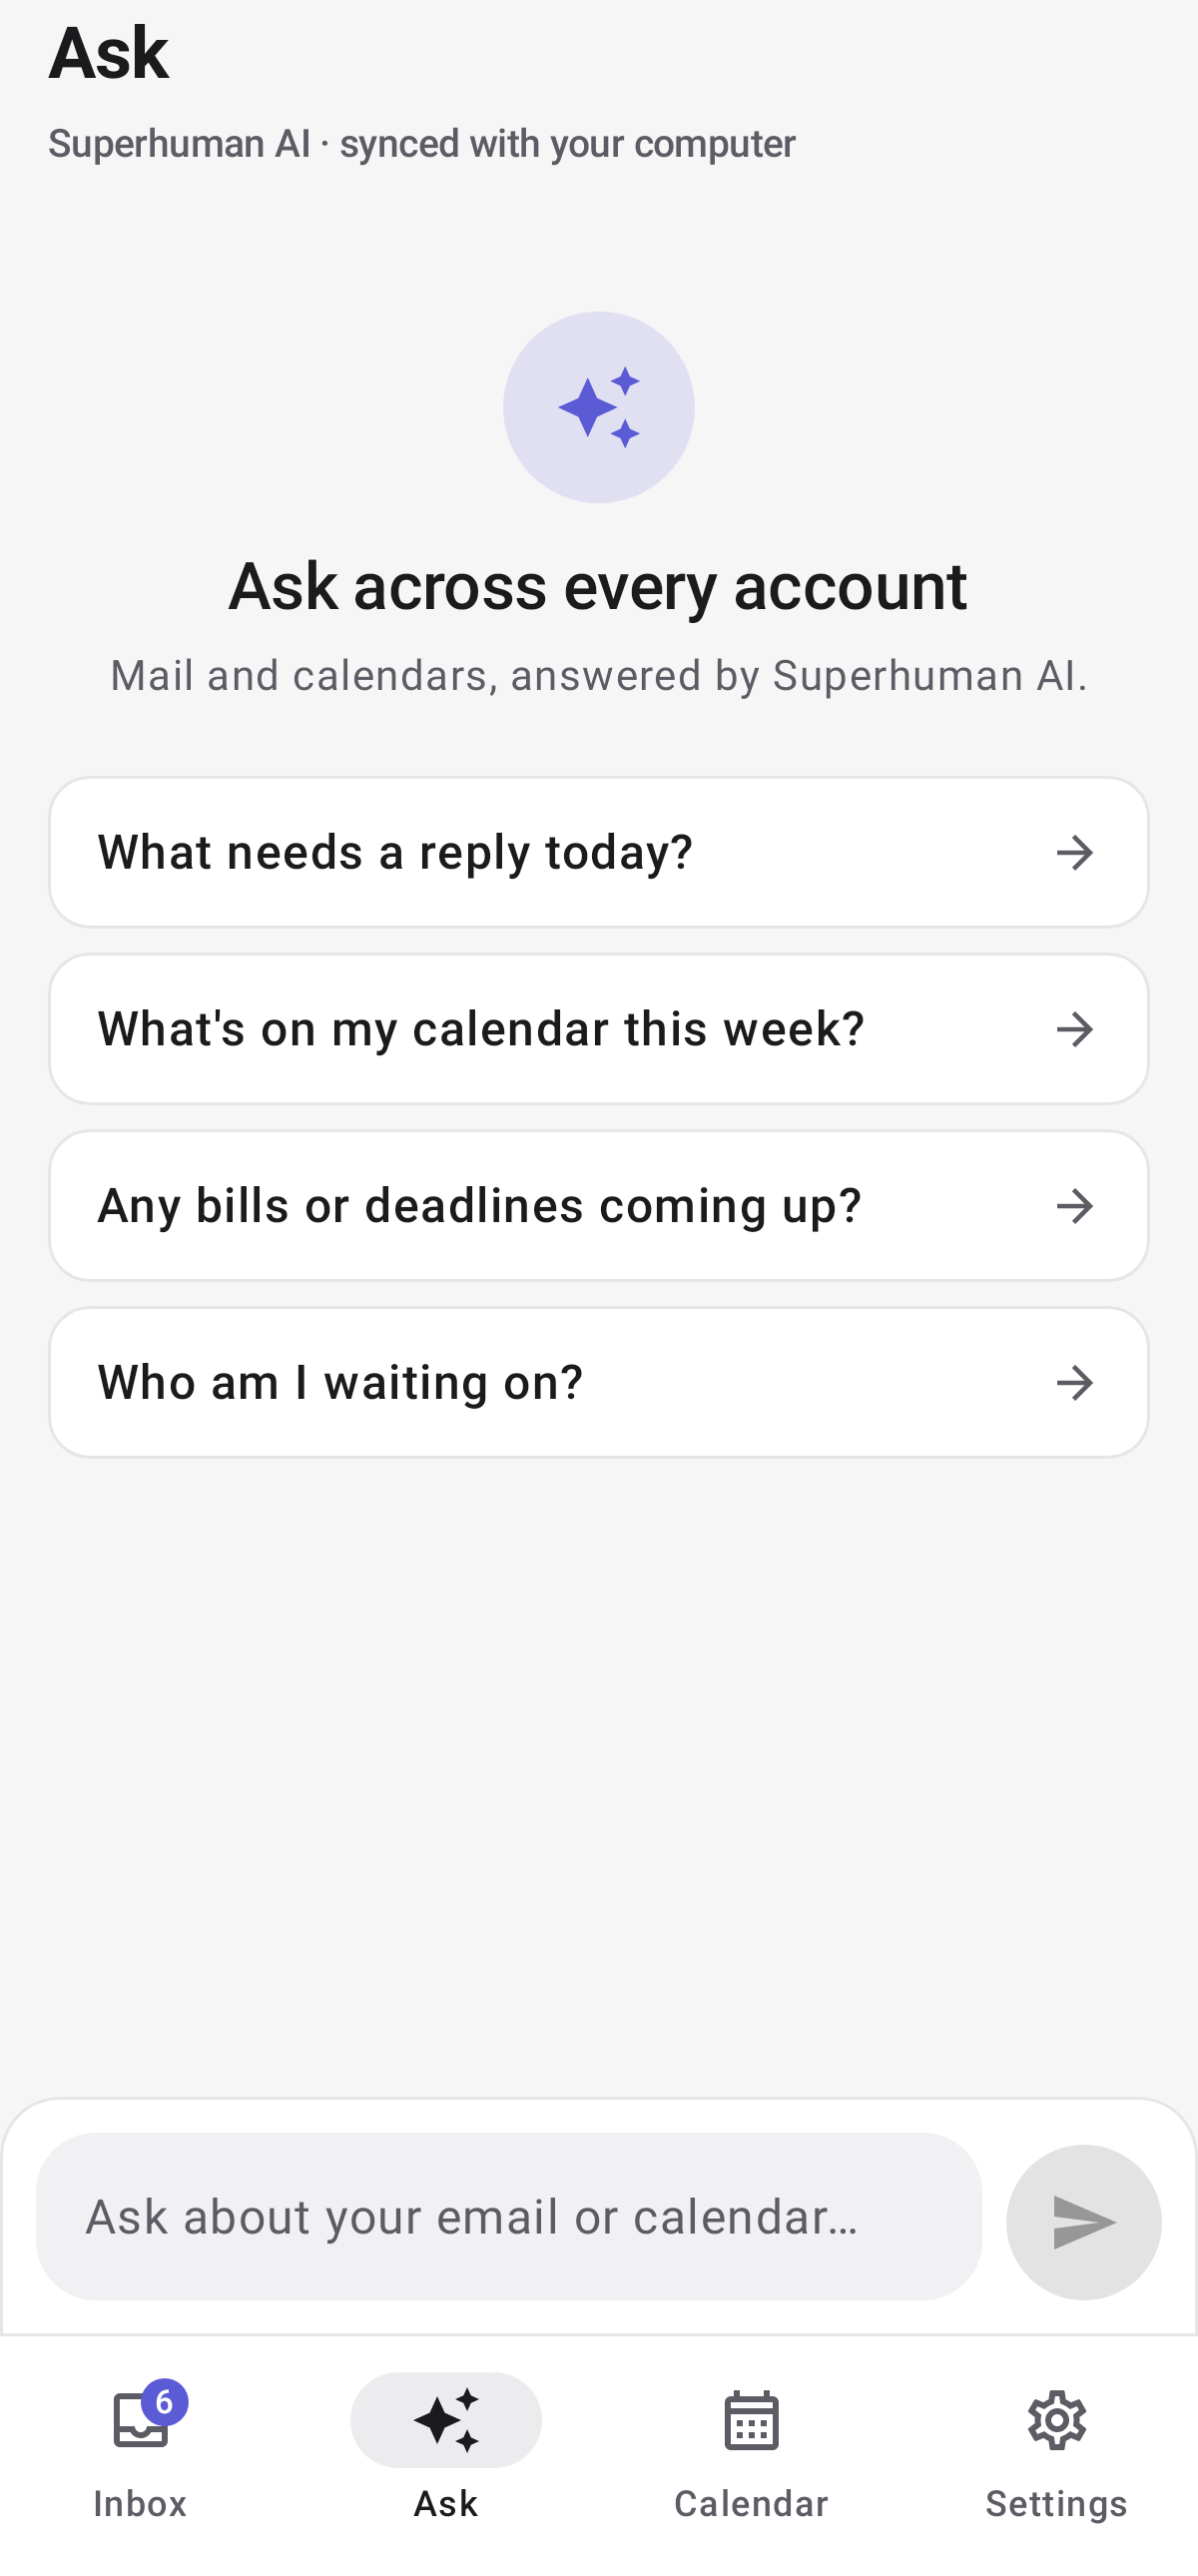 Ask
Superhuman AI · synced with your computer
Ask across every account
Mail and calendars, answered by Superhuman AI.
What needs a reply today?
What's on my calendar this week?
Any bills or deadlines coming up?
Who am I waiting on?
Ask about your email or calendar…
6
Inbox
Ask
Calendar
Settings